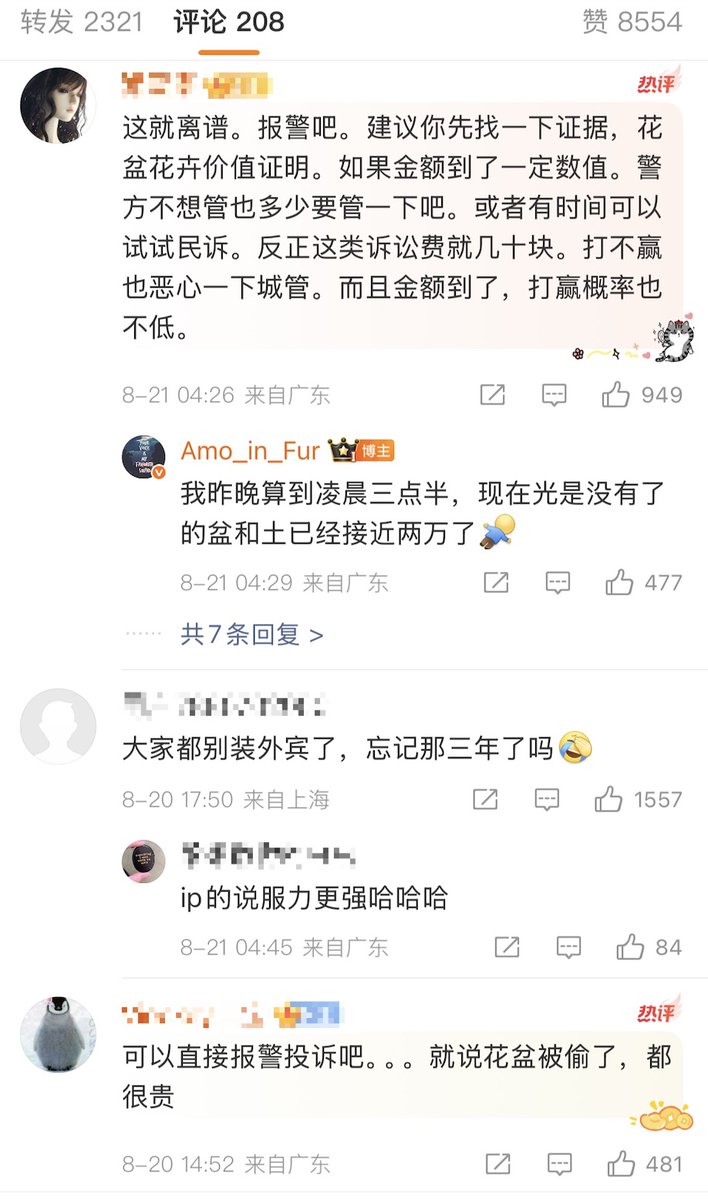 转发 2321 评论 208 赞 8554
热评
这就离谱。报警吧。建议你先找一下证据，花
盆花卉价值证明。如果金额到了一定数值。警
方不想管也多少要管一下吧。或者有时间可以
试试民诉。反正这类诉讼费就几十块。打不赢
也恶心一下城管。而且金额到了，打赢概率也
不低。
8-21 04:26 来自广东 949
Amo_in_Fur 博主
我昨晚算到凌晨三点半，现在光是没有了
的盆和土已经接近两万了
8-21 04:29 来自广东 477
共7条回复 >
大家都别装外宾了，忘记那三年了吗
8-20 17:50 来自上海 1557
ip的说服力更强哈哈哈
8-21 04:45 来自广东 84
热评
可以直接报警投诉吧。。。就说花盆被偷了，都
很贵
8-20 14:52 来自广东 481